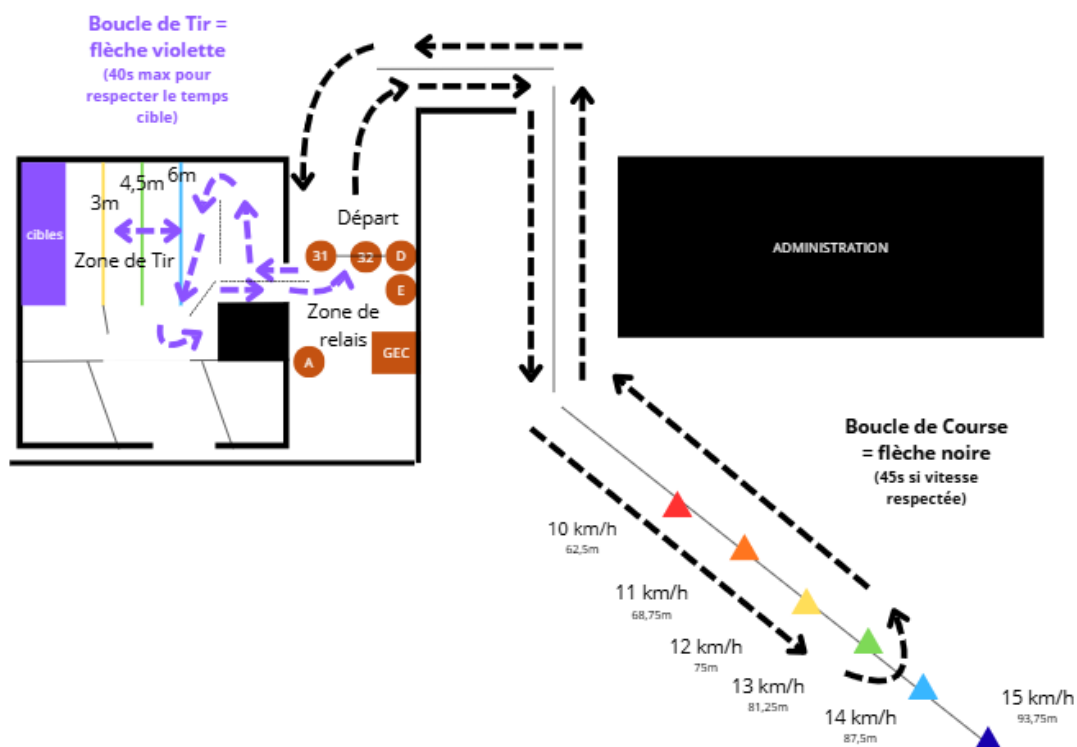 Boucle de Tir =
flèche violette
(40s max pour
respecter le temps
cible)
3m
4,5m
6m
cibles
Zone de Tir
Départ
31
32
D
E
Zone de
relais
A
GEC
ADMINISTRATION
Boucle de Course
= flèche noire
(45s si vitesse
respectée)
10 km/h
62,5m
11 km/h
68,75m
12 km/h
75m
13 km/h
81,25m
14 km/h
87,5m
15 km/h
93,75m